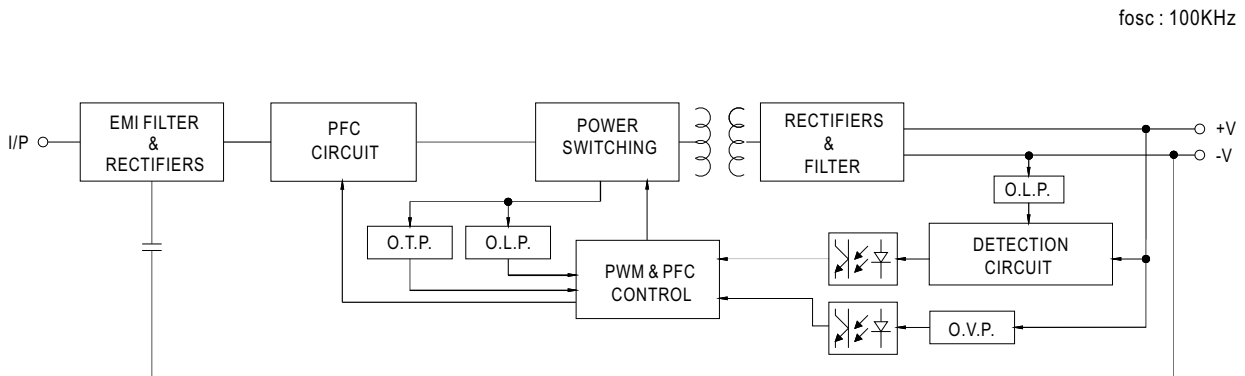 fosc : 100KHz
I/P
EMI FILTER
&
RECTIFIERS
PFC
CIRCUIT
POWER
SWITCHING
RECTIFIERS
&
FILTER
+V
-V
O.L.P.
O.T.P.
O.L.P.
PWM & PFC
CONTROL
DETECTION
CIRCUIT
O.V.P.